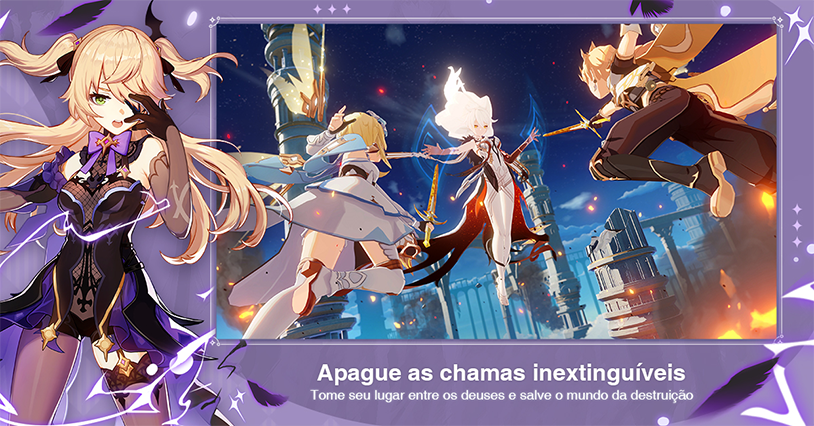 Apague as chamas inextinguíveis
Tome seu lugar entre os deuses e salve o mundo da destruição